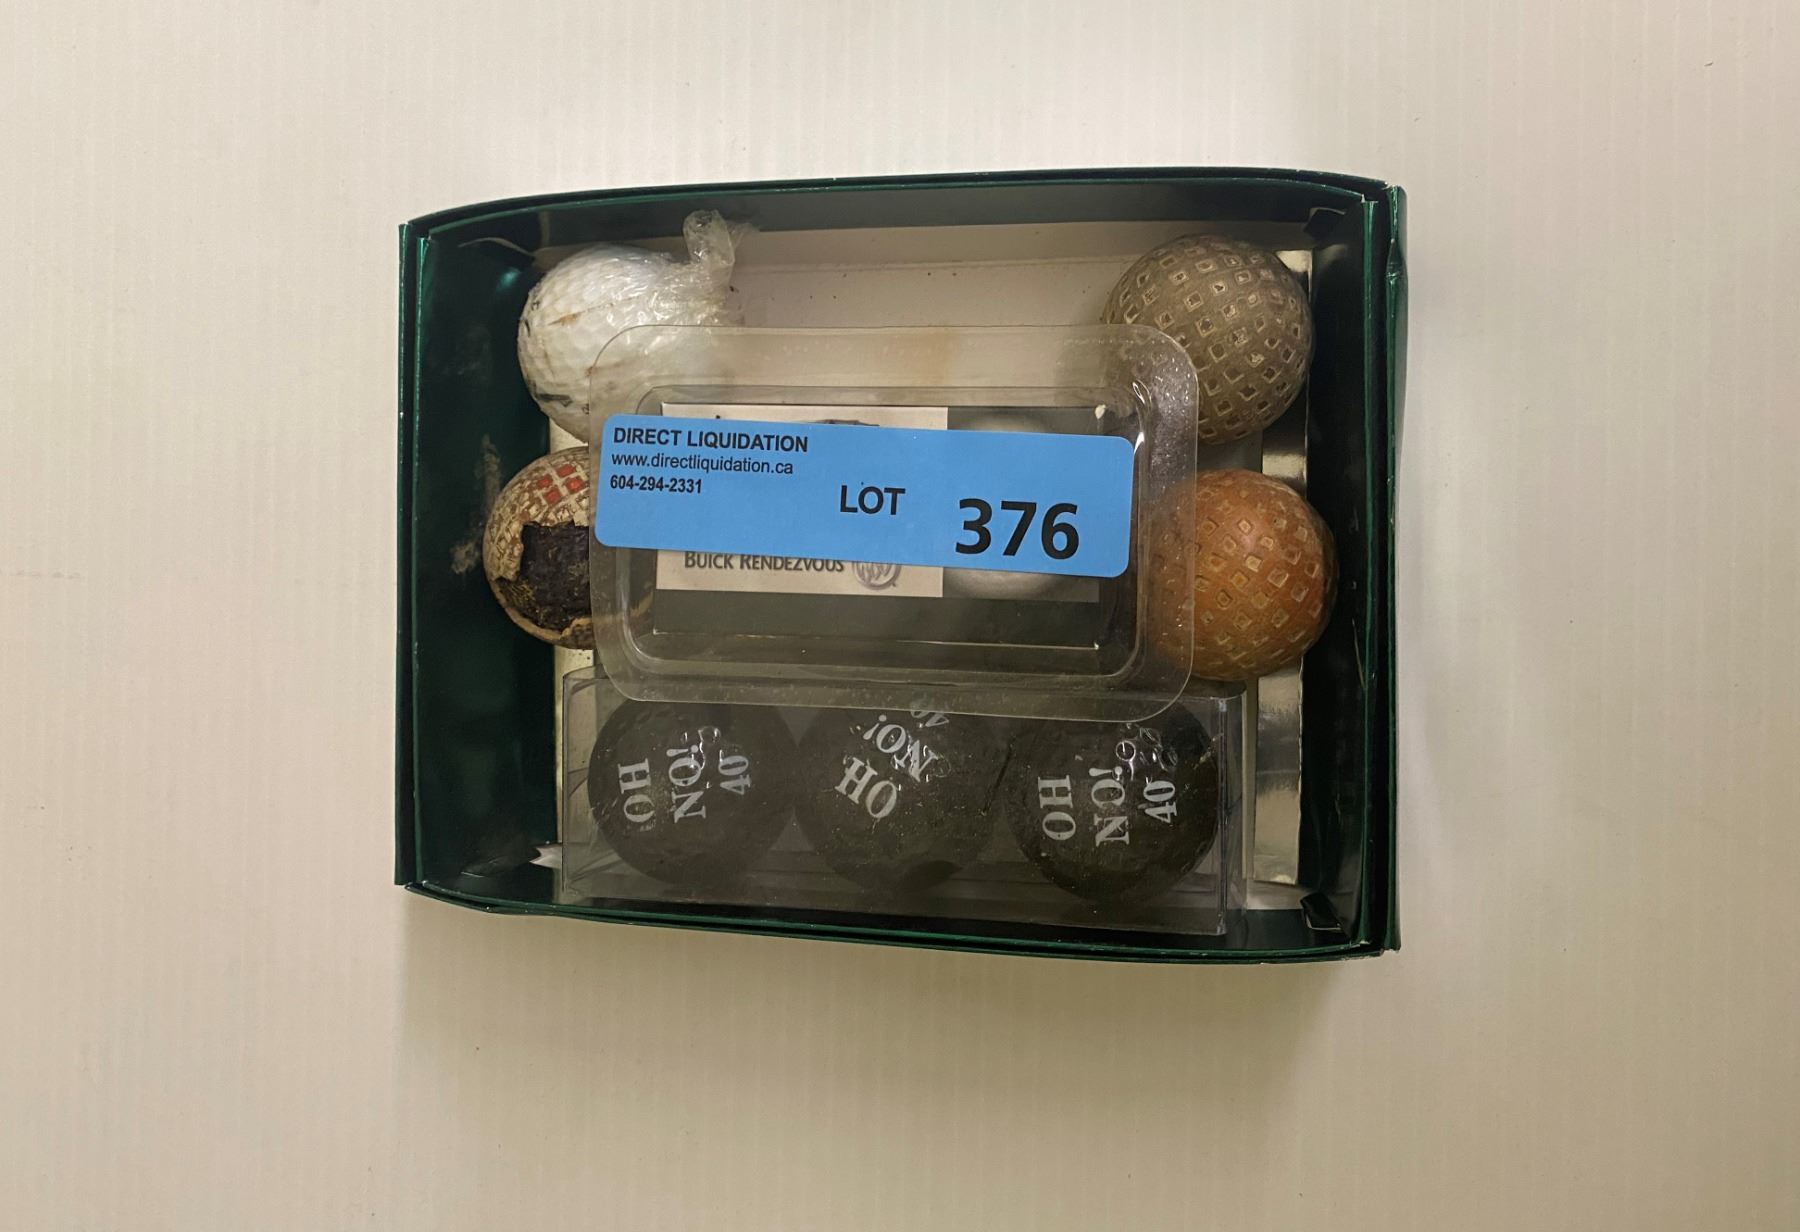 DIRECT LIQUIDATION
www.directliquidation.ca
604-294-2331
LOT 376
BUICK RENDEZVOUS
OH
NO!
40
OH
NO!
40
OH
NO!
40